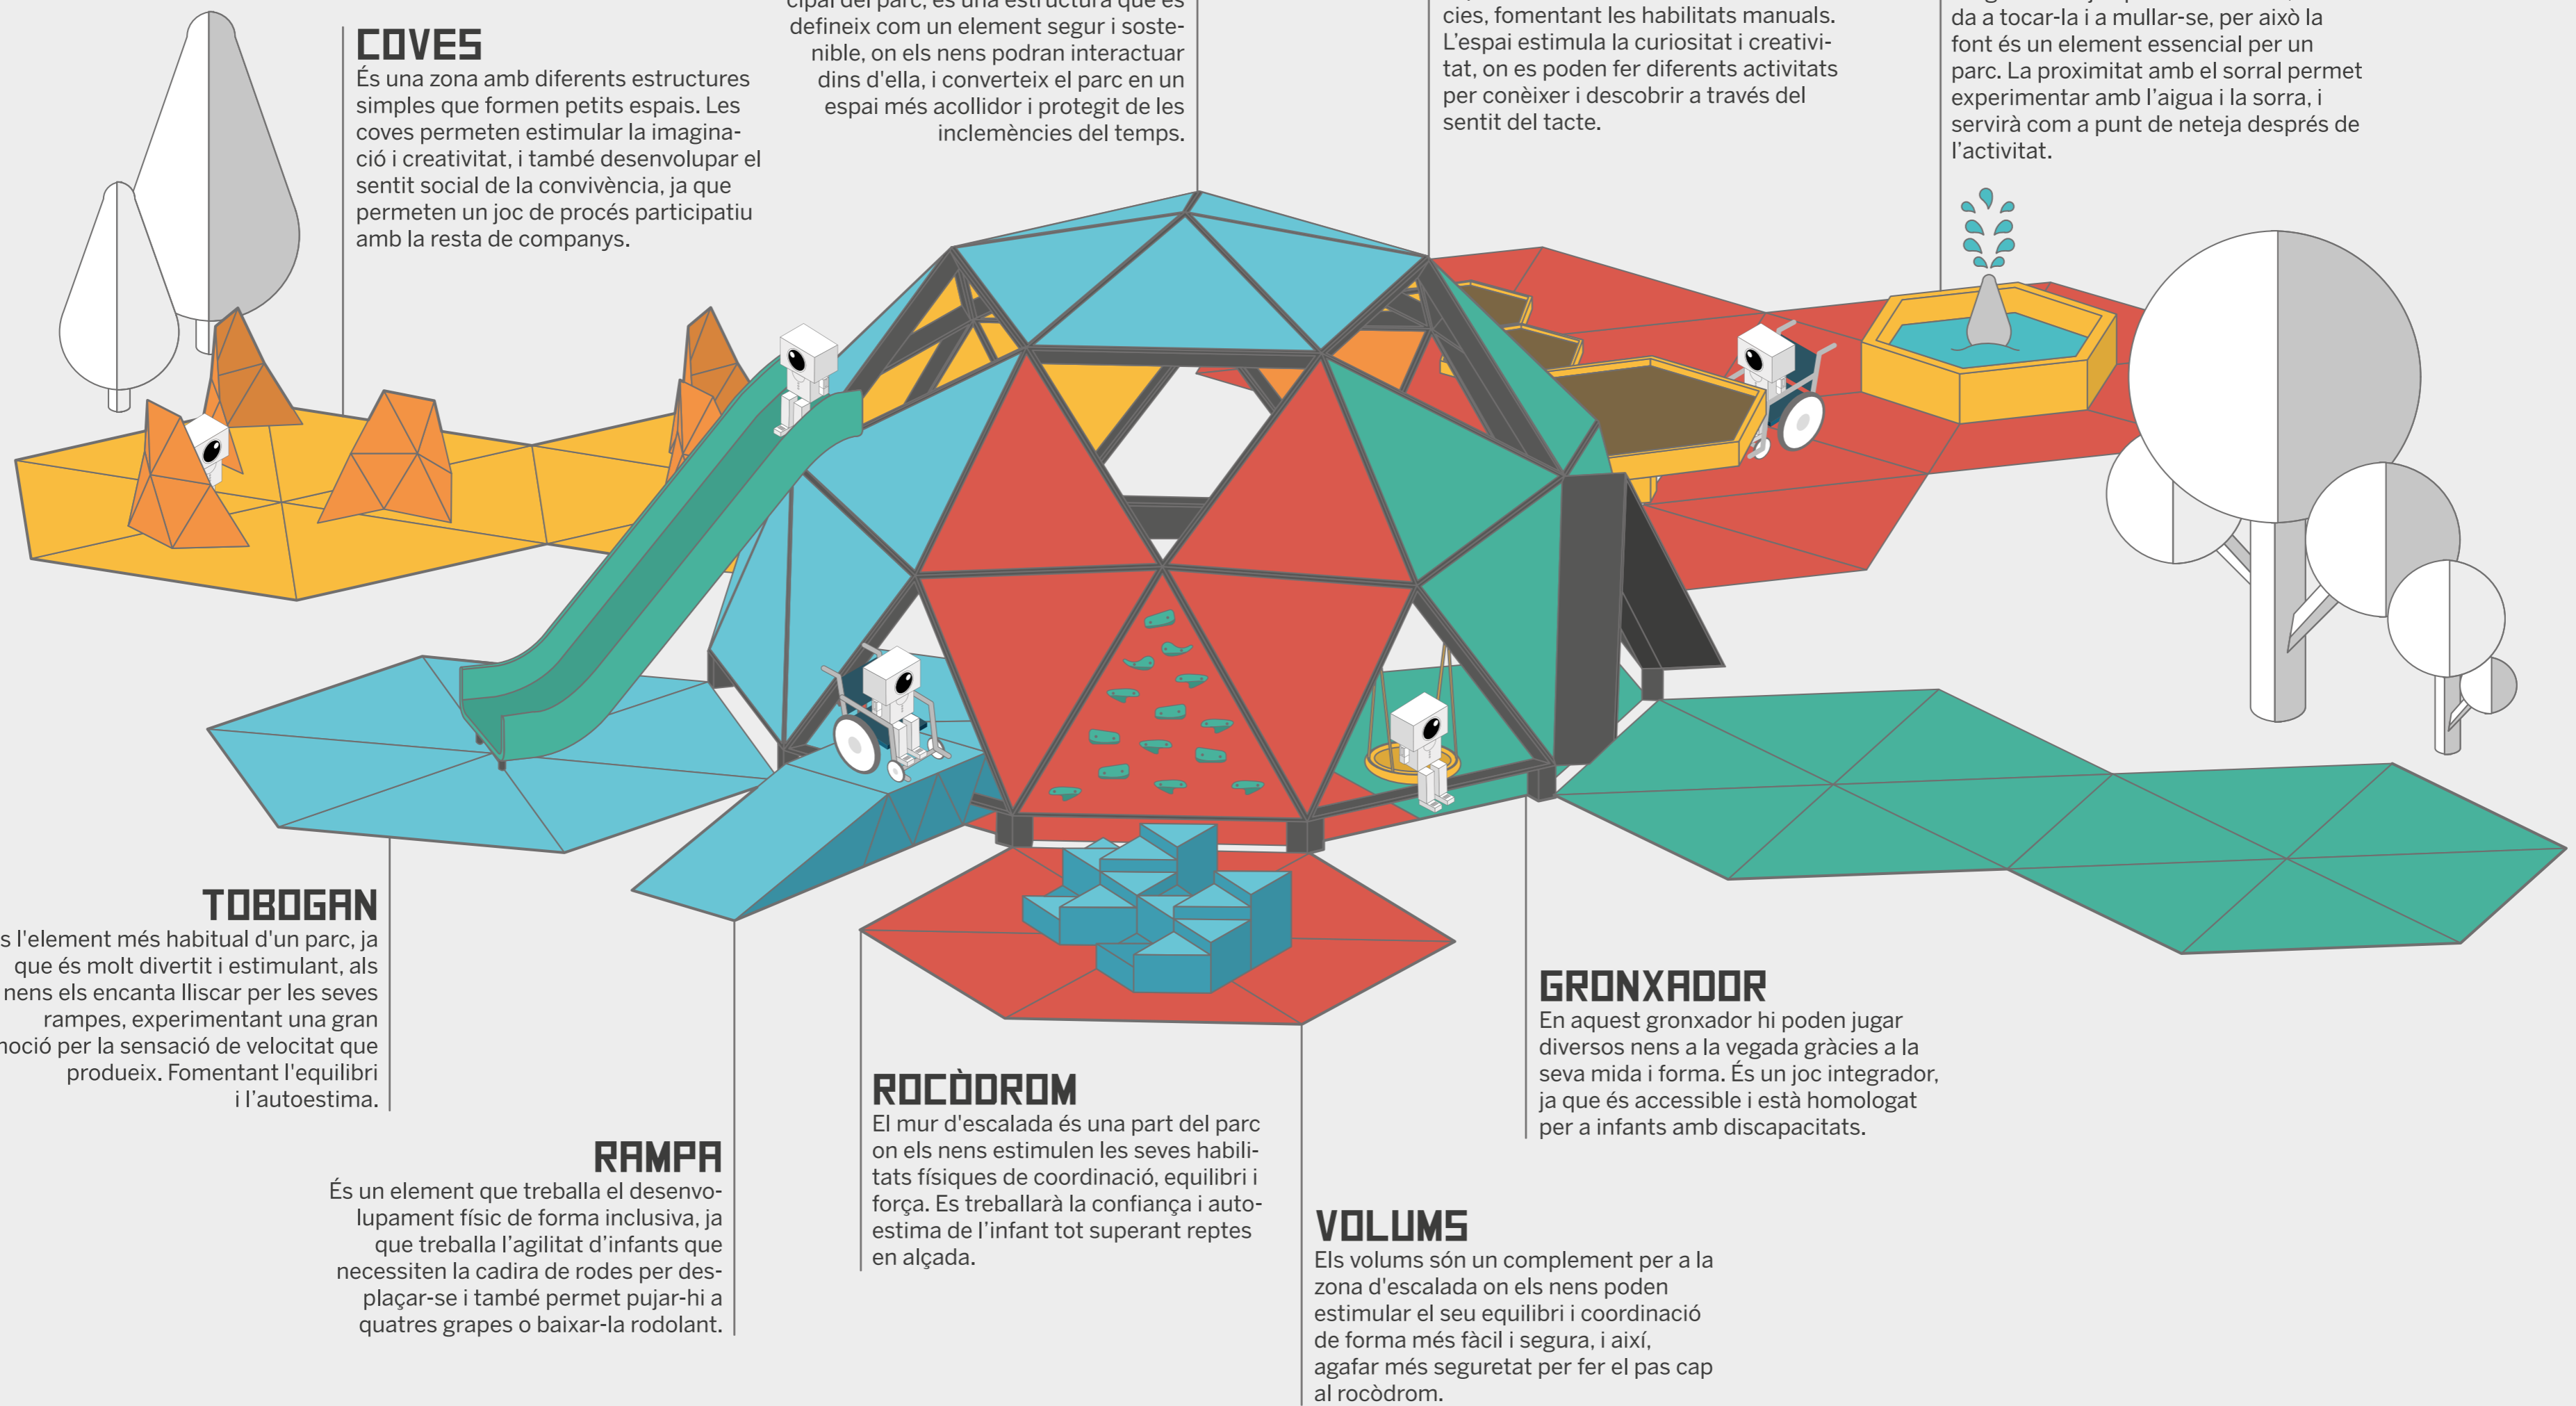 COVES
És una zona amb diferents estructures
simples que formen petits espais. Les
coves permeten estimular la imagina-
ció i creativitat, i també desenvolupar el
sentit social de la convivència, ja que
permeten un joc de procés participatiu
amb la resta de companys.
cipal del parc, és una estructura que es
defineix com un element segur i soste-
nible, on els nens podran interactuar
dins d'ella, i converteix el parc en un
espai més acollidor i protegit de les
inclemències del temps.
cies, fomentant les habilitats manuals.
L'espai estimula la curiositat i creativi-
tat, on es poden fer diferents activitats
per conèixer i descobrir a través del
sentit del tacte.
da a tocar-la i a mullar-se, per això la
font és un element essencial per un
parc. La proximitat amb el sorral permet
experimentar amb l'aigua i la sorra, i
servirà com a punt de neteja després de
l'activitat.
TOBOGAN
s l'element més habitual d'un parc, ja
que és molt divertit i estimulant, als
nens els encanta lliscar per les seves
rampes, experimentant una gran
noció per la sensació de velocitat que
produeix. Fomentant l'equilibri
i l'autoestima.
RAMPA
És un element que treballa el desenvo-
lupament físic de forma inclusiva, ja
que treballa l'agilitat d'infants que
necessiten la cadira de rodes per des-
plaçar-se i també permet pujar-hi a
quatres grapes o baixar-la rodolant.
ROCÒDROM
El mur d'escalada és una part del parc
on els nens estimulen les seves habili-
tats físiques de coordinació, equilibri i
força. Es treballarà la confiança i auto-
estima de l'infant tot superant reptes
en alçada.
VOLUMS
Els volums són un complement per a la
zona d'escalada on els nens poden
estimular el seu equilibri i coordinació
de forma més fàcil i segura, i així,
agafar més seguretat per fer el pas cap
al rocòdrom.
GRONXADOR
En aquest gronxador hi poden jugar
diversos nens a la vegada gràcies a la
seva mida i forma. És un joc integrador,
ja que és accessible i està homologat
per a infants amb discapacitats.